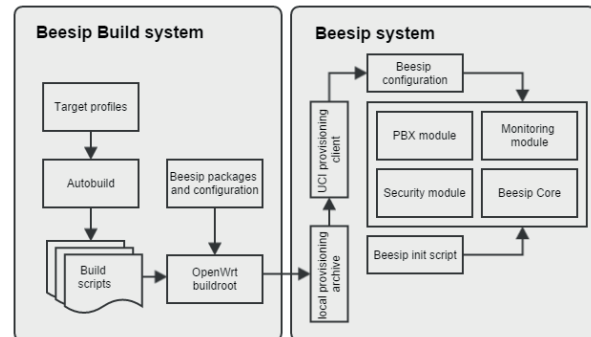 Beesip Build system
Target profiles
Autobuild
Build
scripts
Beesip packages
and configuration
OpenWrt
buildroot
Beesip system
local provisioning
archive
UCI provisioning
client
Beesip
configuration
PBX module
Monitoring
module
Security module
Beesip Core
Beesip init script